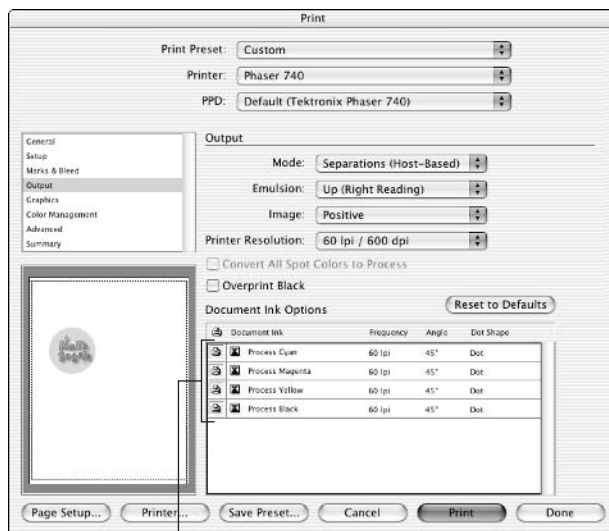 Print
Print Preset: Custom
Printer: Phaser 740
PPD: Default (Tektronix Phaser 740)
General
Setup
Marks & Bleed
Output
Graphics
Color Management
Advanced
Summary
Output
Mode: Separations (Host-Based)
Emulsion: Up (Right Reading)
Image: Positive
Printer Resolution: 60 lpi / 600 dpi
Convert All Spot Colors to Process
Overprint Black
Document Ink Options
Reset to Defaults
Document Ink Frequency Angle Dot Shape
Process Cyan 60 lpi 45° Dot
Process Magenta 60 lpi 45° Dot
Process Yellow 60 lpi 45° Dot
Process Black 60 lpi 45° Dot
Page Setup... Printer... Save Preset... Cancel Print Done